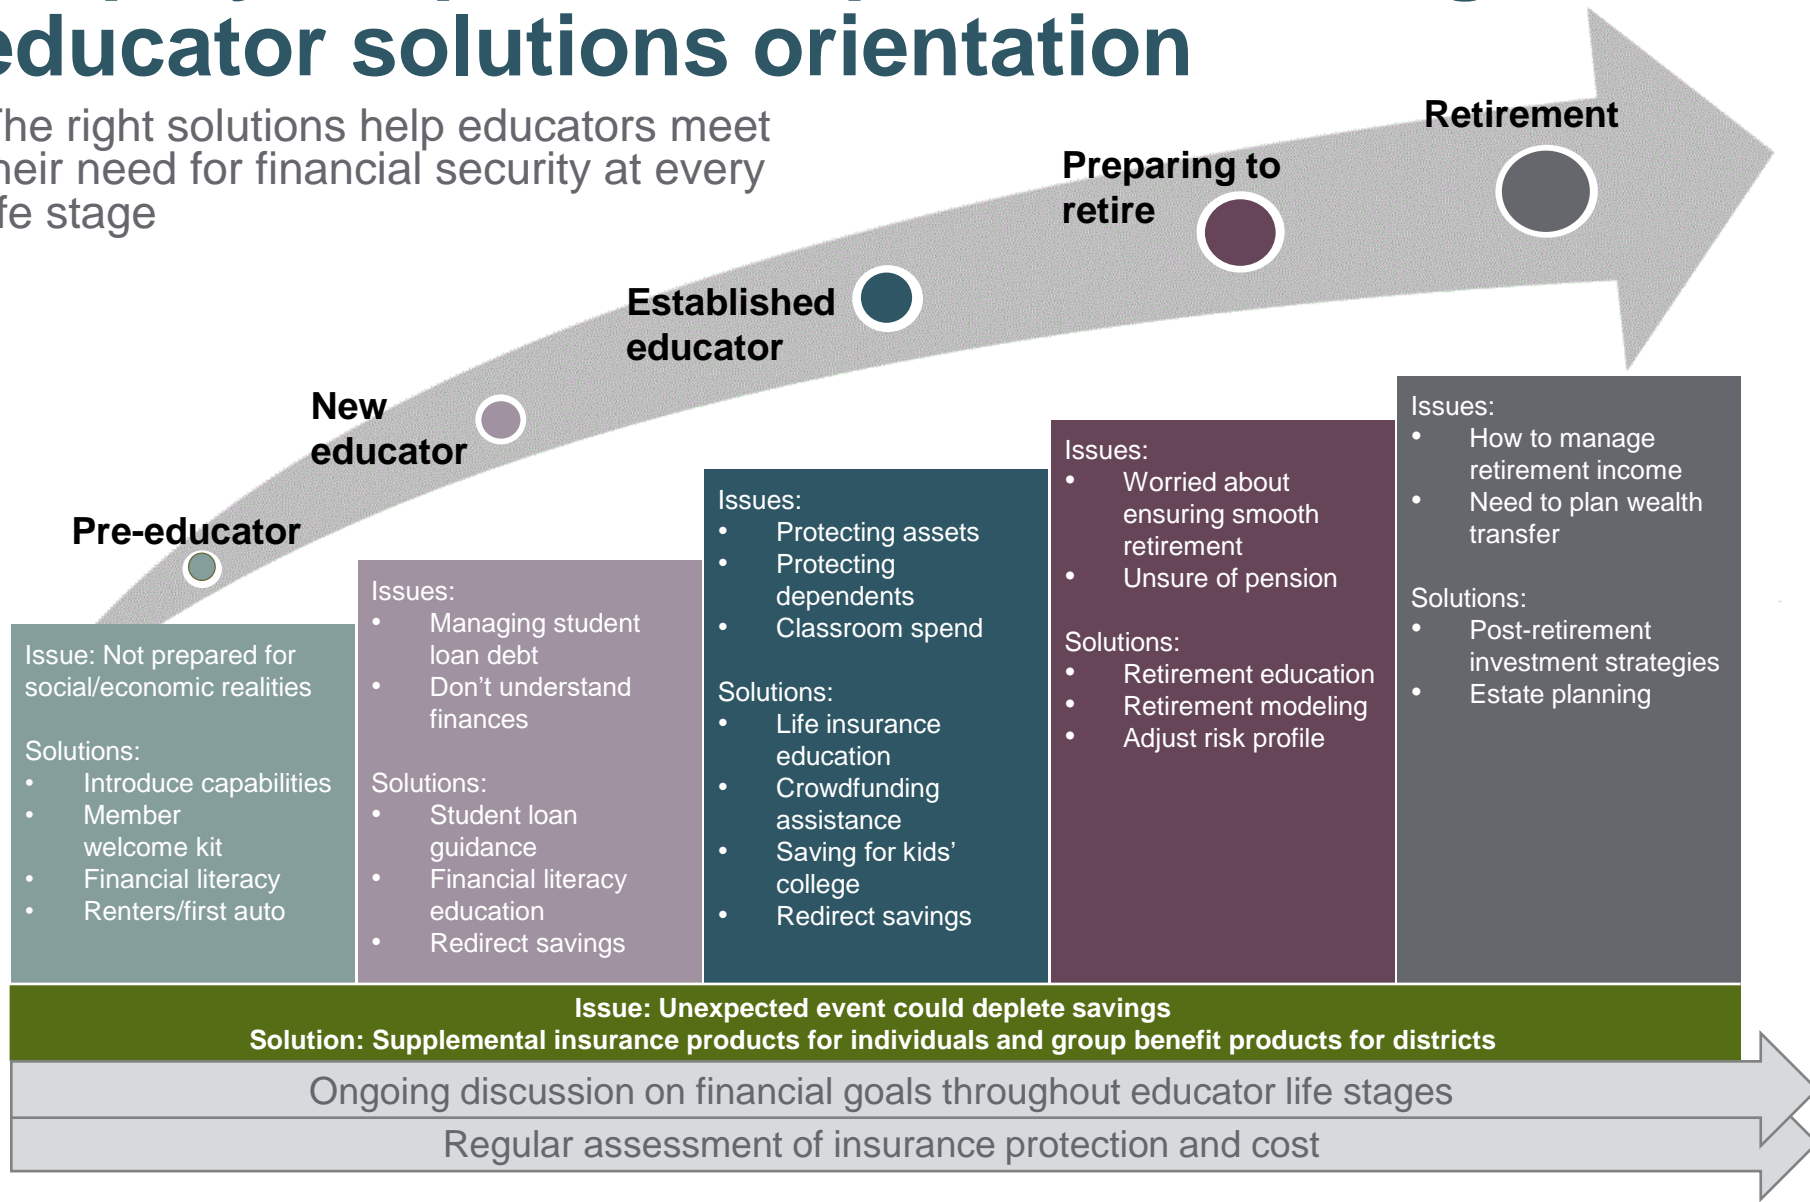 educator solutions orientation
The right solutions help educators meet
their need for financial security at every
life stage
Retirement
Preparing to
retire
Established
educator
New
educator
Pre-educator
Issue: Not prepared for
social/economic realities
Solutions:
• Introduce capabilities
• Member
welcome kit
• Financial literacy
• Renters/first auto
Issues:
• Managing student
loan debt
• Don’t understand
finances
Solutions:
• Student loan
guidance
• Financial literacy
education
• Redirect savings
Issues:
• Protecting assets
• Protecting
dependents
• Classroom spend
Solutions:
• Life insurance
education
• Crowdfunding
assistance
• Saving for kids’
college
• Redirect savings
Issues:
• Worried about
ensuring smooth
retirement
• Unsure of pension
Solutions:
• Retirement education
• Retirement modeling
• Adjust risk profile
Issues:
• How to manage
retirement income
• Need to plan wealth
transfer
Solutions:
• Post-retirement
investment strategies
• Estate planning
Issue: Unexpected event could deplete savings
Solution: Supplemental insurance products for individuals and group benefit products for districts
Ongoing discussion on financial goals throughout educator life stages
Regular assessment of insurance protection and cost